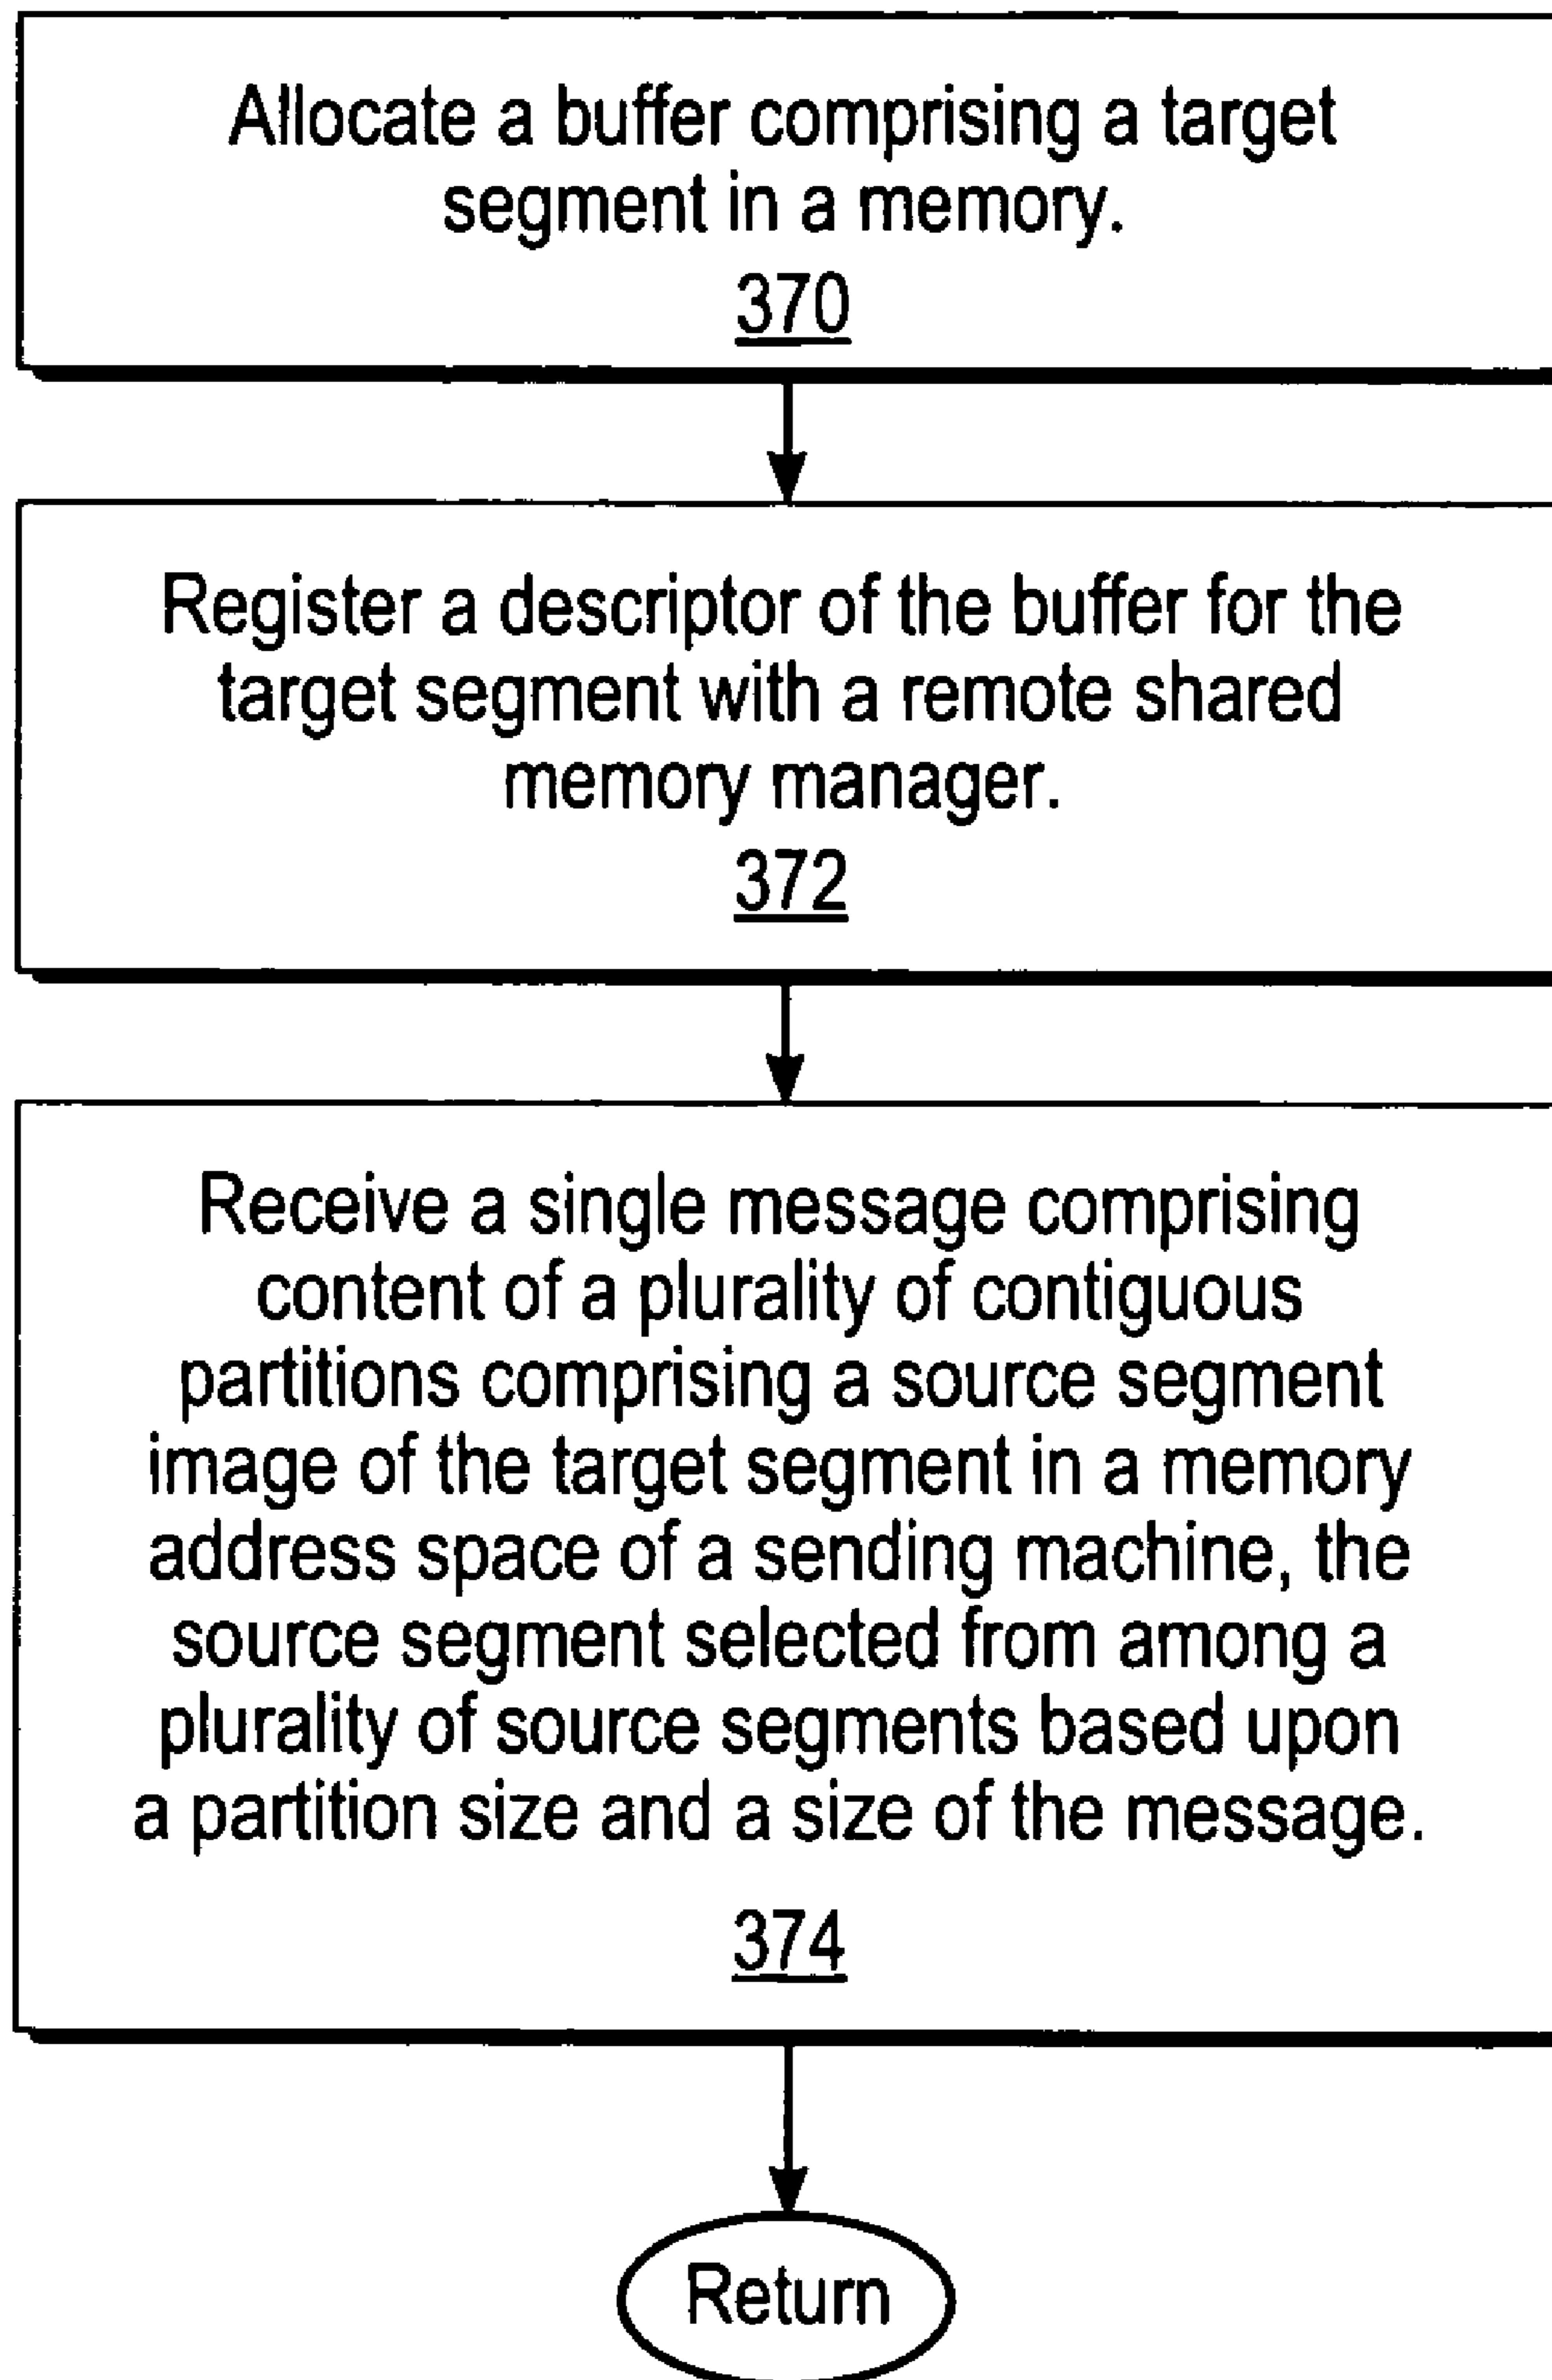 Allocate a buffer comprising a target
segment in a memory.
370
Register a descriptor of the buffer for the
target segment with a remote shared
memory manager.
372
Receive a single message comprising
content of a plurality of contiguous
partitions comprising a source segment
image of the target segment in a memory
address space of a sending machine, the
source segment selected from among a
plurality of source segments based upon
a partition size and a size of the message.
374
Return